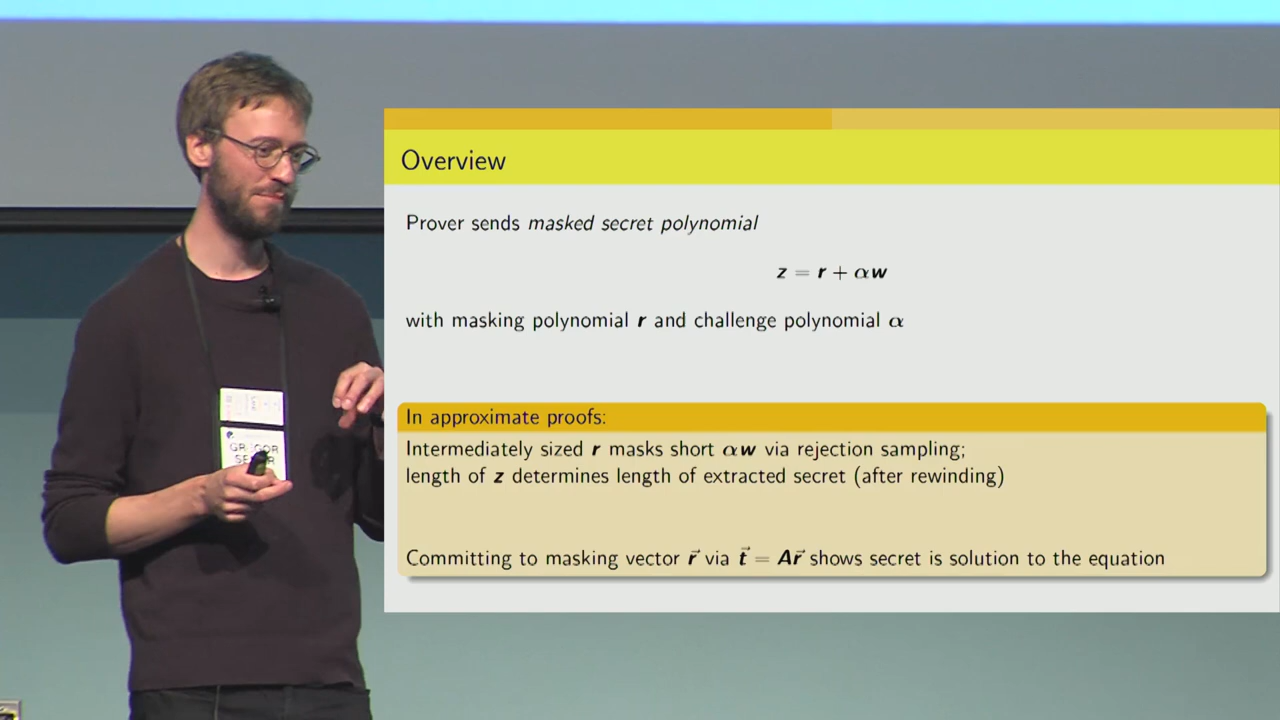 Overview
Prover sends masked secret polynomial
z = r + αw
with masking polynomial r and challenge polynomial α
In approximate proofs:
Intermediately sized r masks short αw via rejection sampling;
length of z determines length of extracted secret (after rewinding)
Committing to masking vector r⃗ via t⃗ = Ar⃗ shows secret is solution to the equation